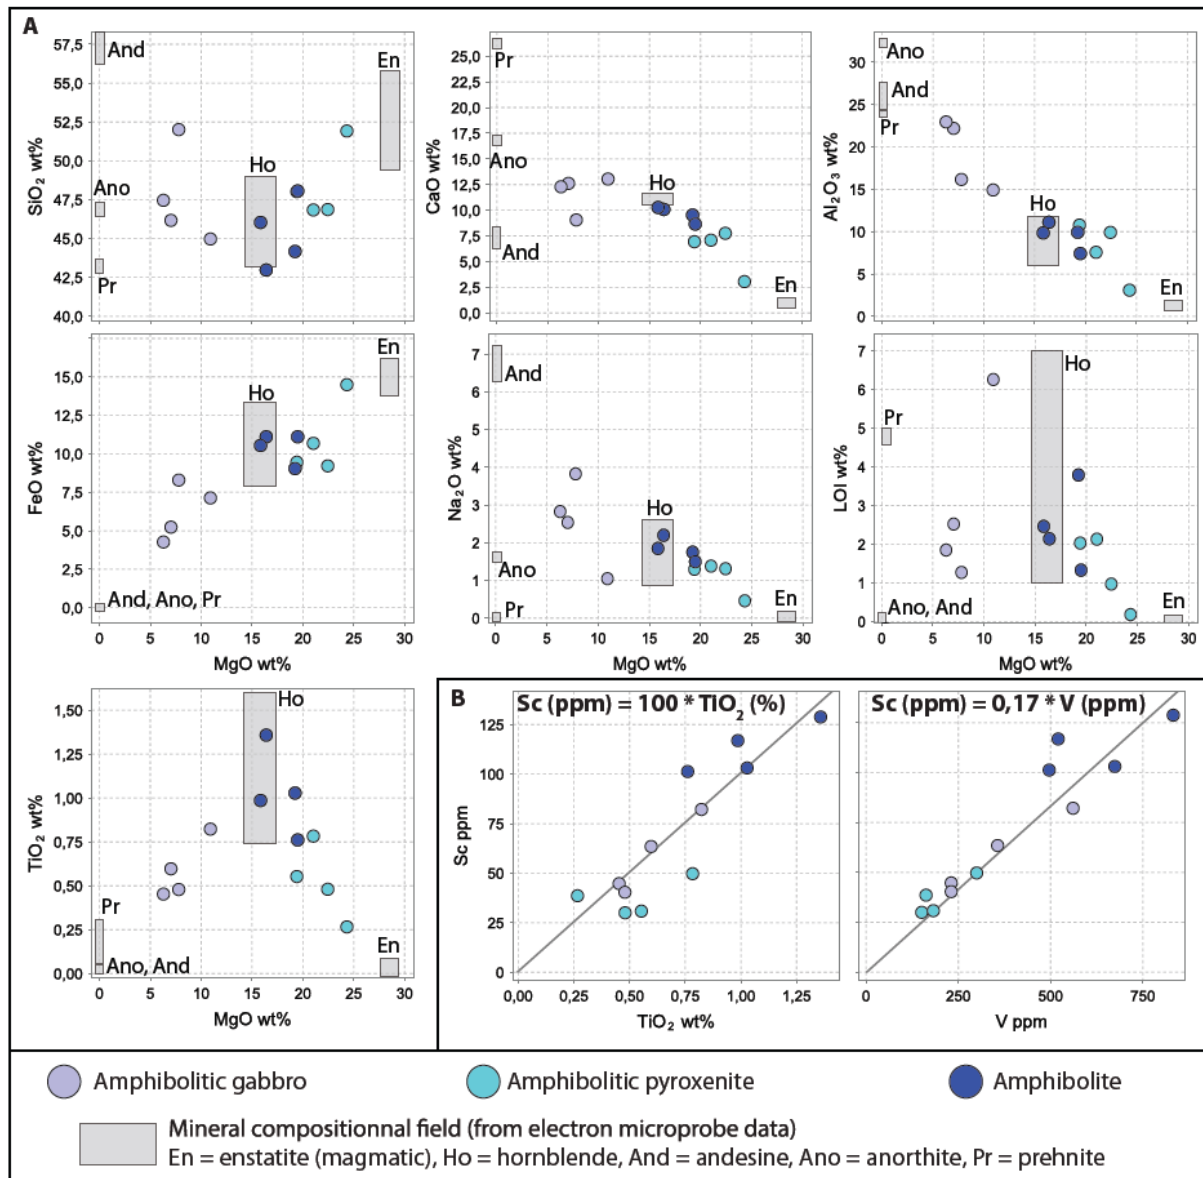 A
57,5
55,0
52,5
50,0
47,5
45,0
42,5
40,0
SiO₂ wt%
And
Ano
Pr
Ho
En
25,0
22,5
20,0
17,5
15,0
12,5
10,0
7,5
5,0
2,5
0,0
CaO wt%
Pr
Ano
And
Ho
En
30
25
20
15
10
5
0
Al₂O₃ wt%
Ano
And
Pr
Ho
En
15,0
12,5
10,0
7,5
5,0
2,5
0,0
FeO wt%
And, Ano, Pr
Ho
En
0 5 10 15 20 25 30
MgO wt%
7
6
5
4
3
2
1
0
Na₂O wt%
And
Ano
Pr
Ho
En
0 5 10 15 20 25 30
MgO wt%
7
6
5
4
3
2
1
0
LOI wt%
Pr
Ano, And
Ho
En
0 5 10 15 20 25 30
MgO wt%
1,50
1,25
1,00
0,75
0,50
0,25
0,00
TiO₂ wt%
Pr
Ano, And
Ho
En
0 5 10 15 20 25 30
MgO wt%
B
Sc (ppm) = 100 * TIO₂ (%)
125
100
75
50
25
0
Sc ppm
0,00 0,25 0,50 0,75 1,00 1,25
TiO₂ wt%
Sc (ppm) = 0,17 * V (ppm)
0 250 500 750
V ppm
Amphibolitic gabbro
Amphibolitic pyroxenite
Amphibolite
Mineral compositionnal field (from electron microprobe data)
En = enstatite (magmatic), Ho = hornblende, And = andesine, Ano = anorthite, Pr = prehnite